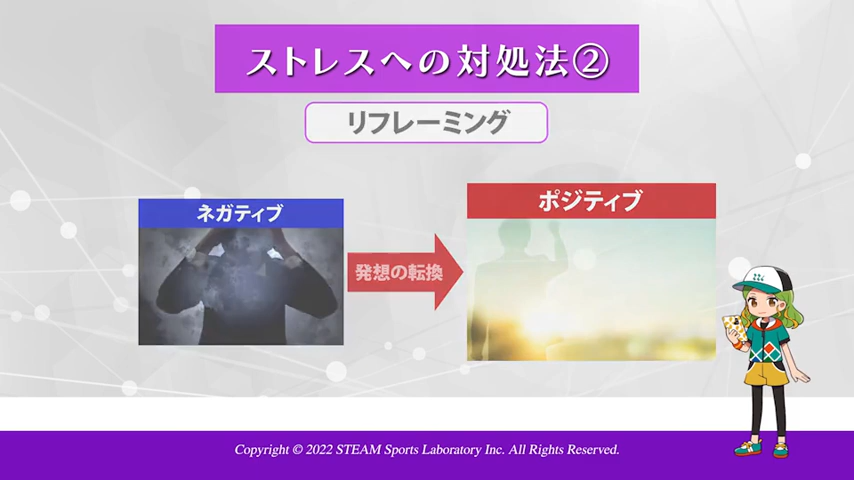 ストレスへの対処法②
リフレーミング
ネガティブ
ポジティブ
発想の転換
Copyright © 2022 STEAM Sports Laboratory Inc. All Rights Reserved.